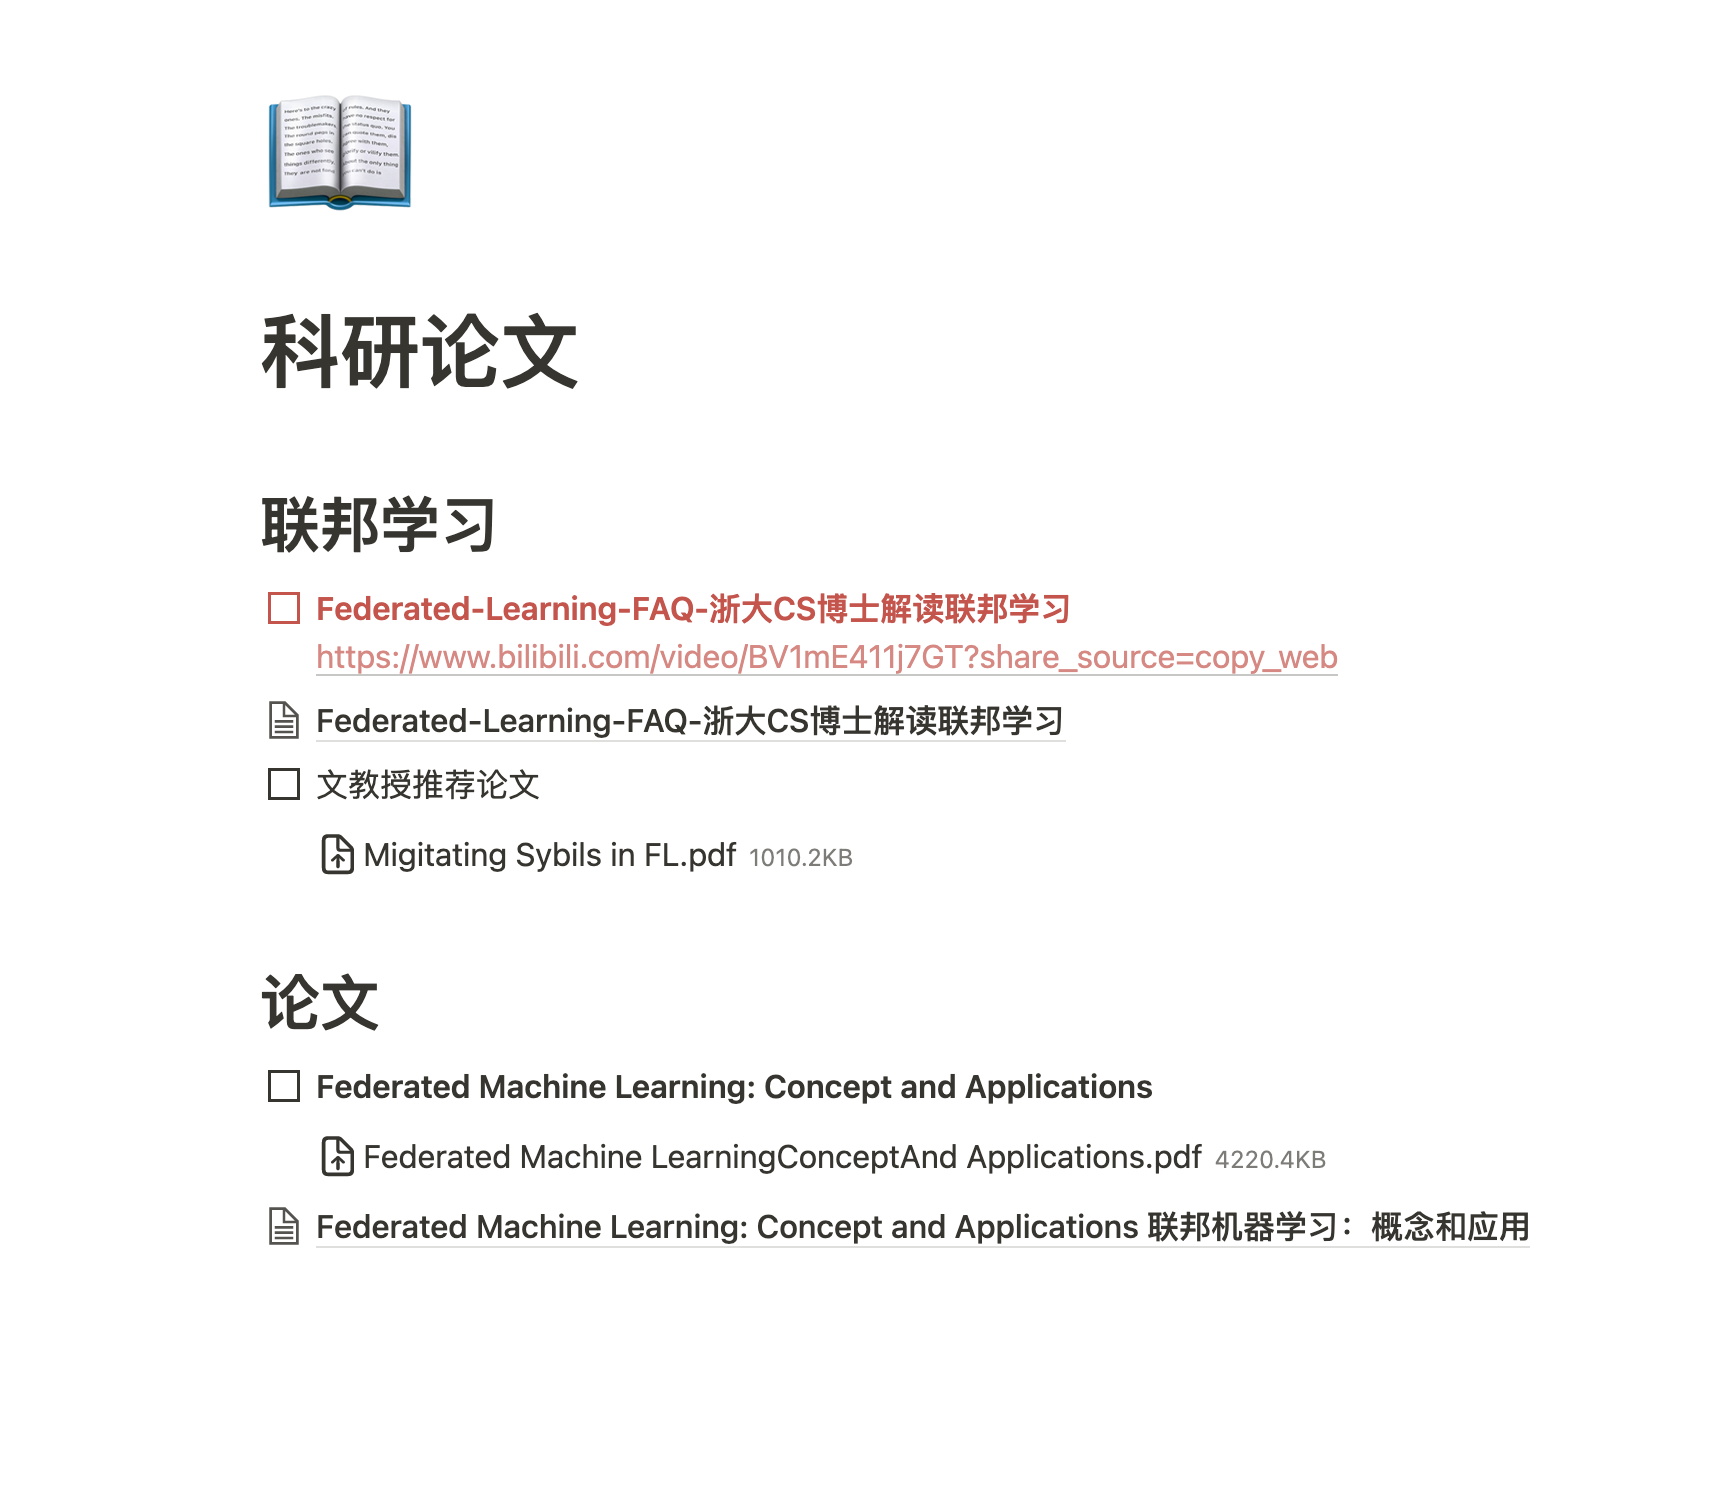 科研论文
联邦学习
Federated-Learning-FAQ-浙大CS博士解读联邦学习
https://www.bilibili.com/video/BV1mE411j7GT?share_source=copy_web
Federated-Learning-FAQ-浙大CS博士解读联邦学习
文教授推荐论文
Migitating Sybils in FL.pdf 1010.2KB
论文
Federated Machine Learning: Concept and Applications
Federated Machine LearningConceptAnd Applications.pdf 4220.4KB
Federated Machine Learning: Concept and Applications 联邦机器学习：概念和应用